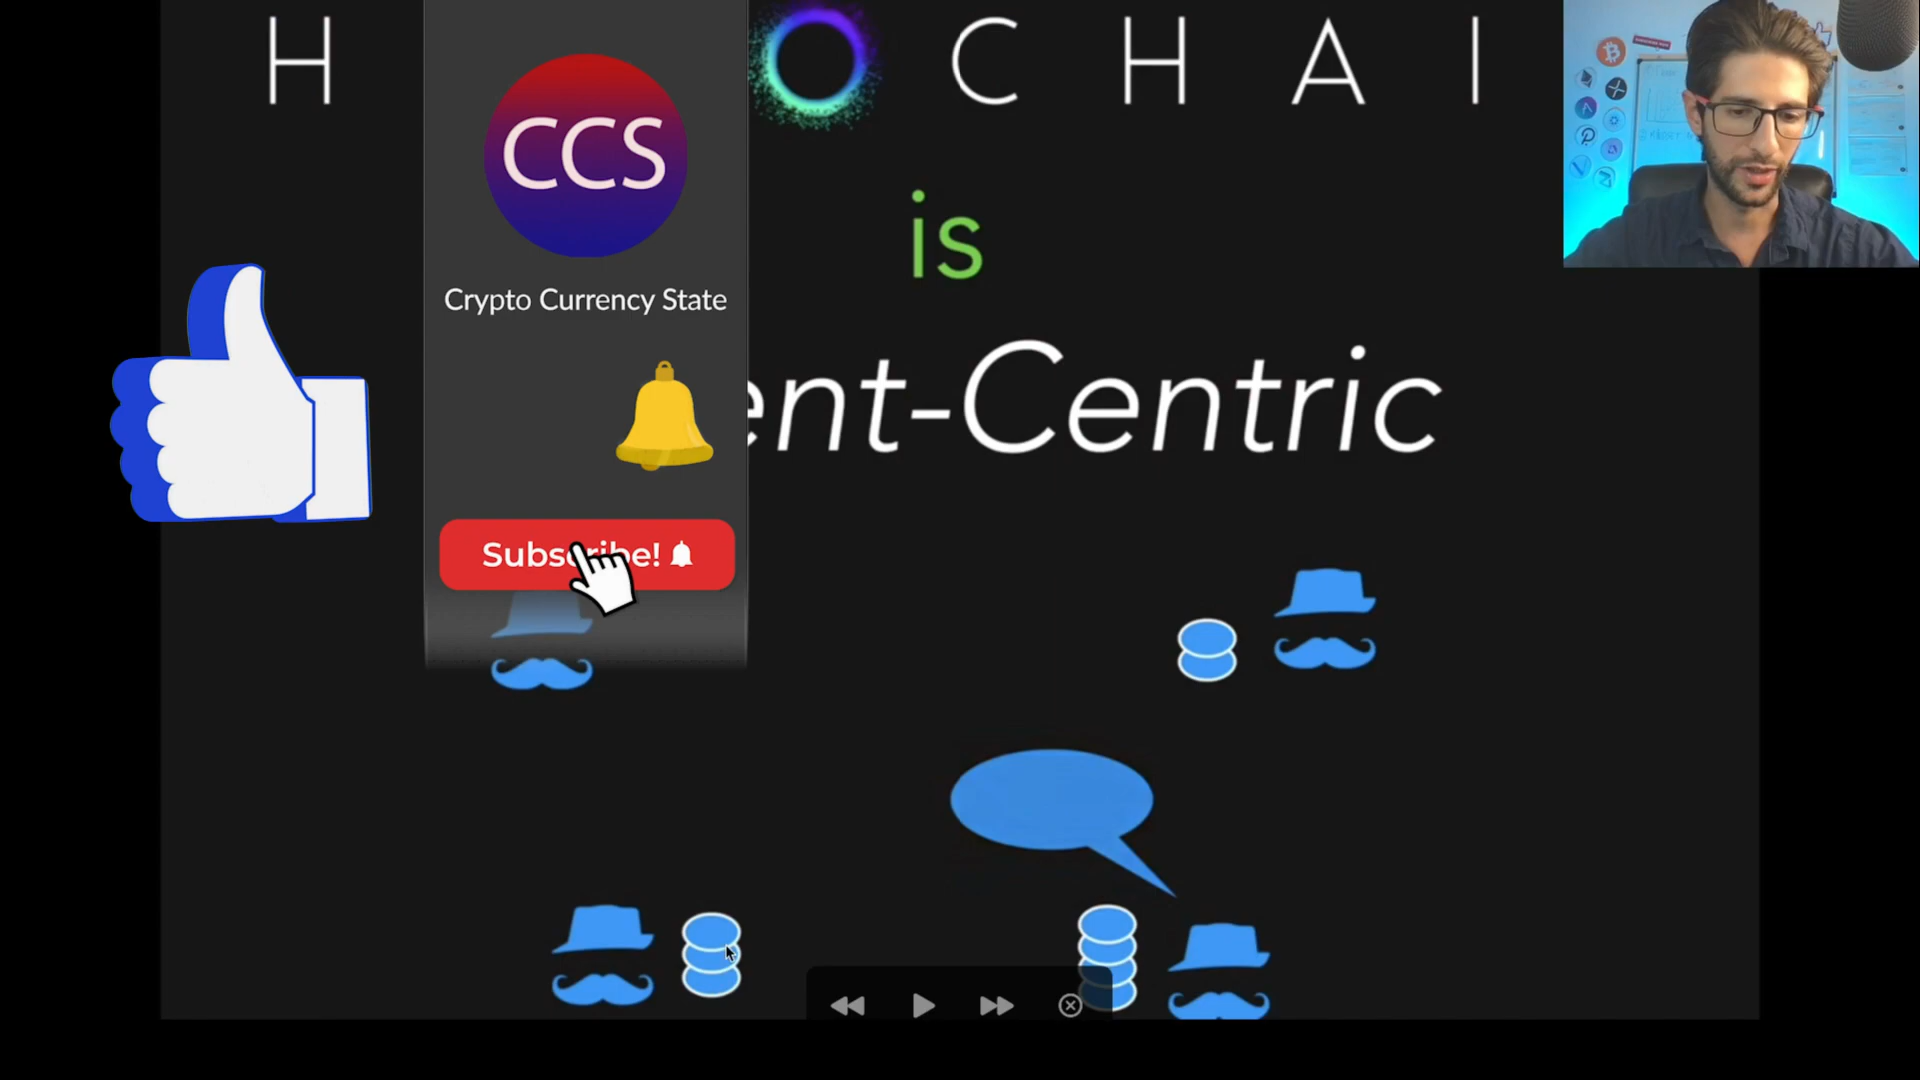 H O C H A I
CCS
is
Crypto Currency State
ent-Centric
Subscribe!